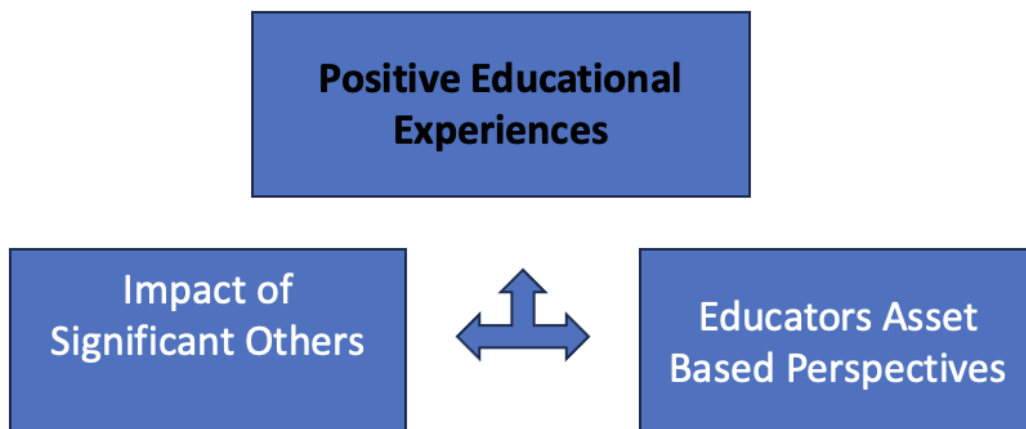 Positive Educational
Experiences
Impact of
Significant Others
Educators Asset
Based Perspectives